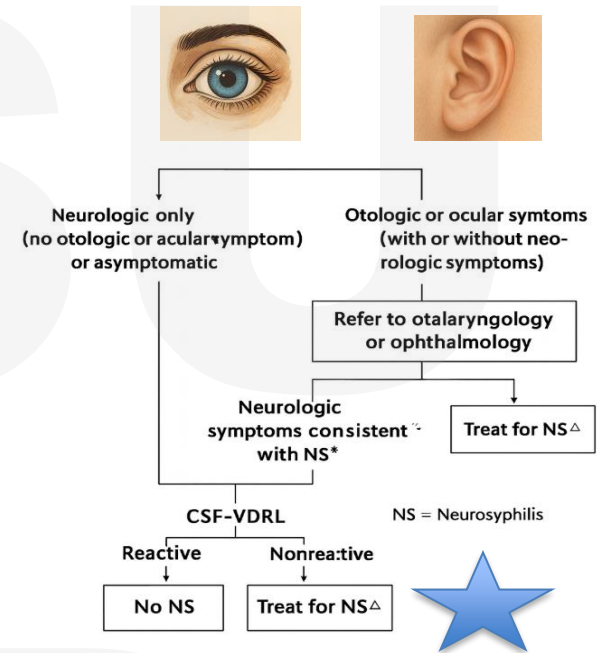 Neurologic only
(no otologic or acular symptom)
or asymptomatic
Otologic or ocular symtoms
(with or without neo-
rologic symptoms)
Refer to otalaryngology
or ophthalmology
Neurologic
symptoms consistent
with NS*
Treat for NS△
CSF-VDRL
NS = Neurosyphilis
Reactive
Nonrea:tive
No NS
Treat for NS△